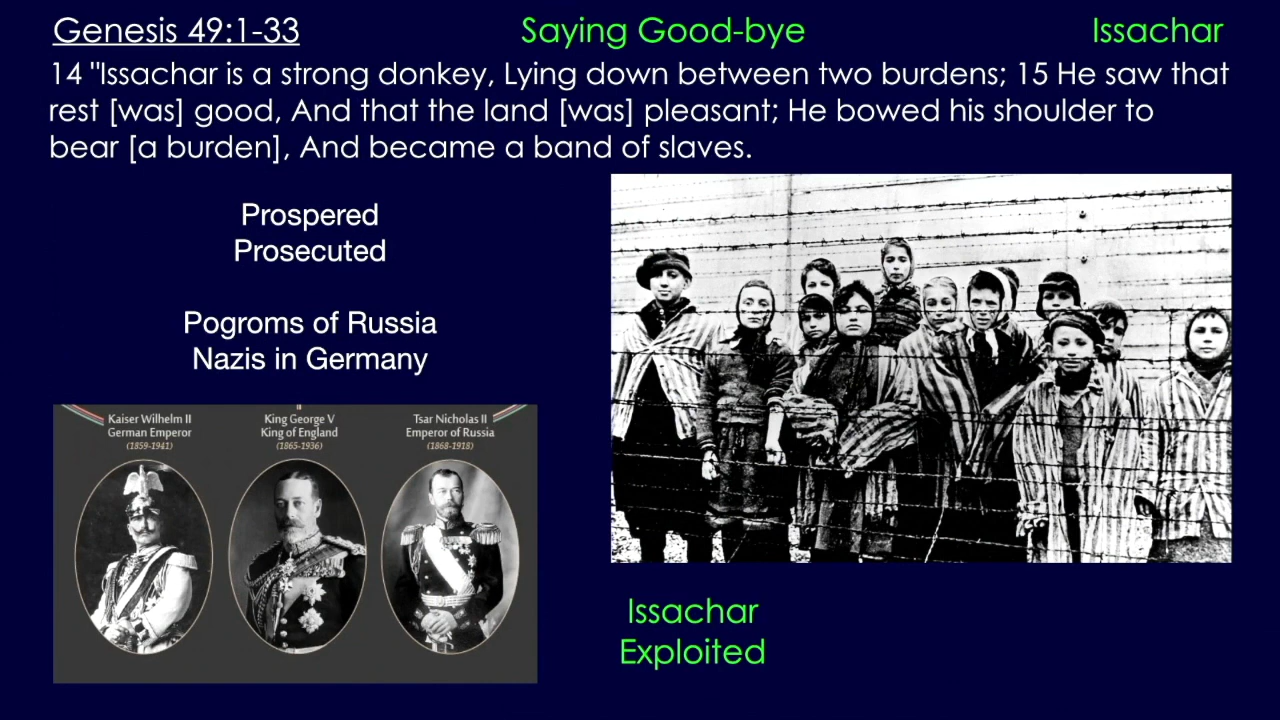 Genesis 49:1-33
Saying Good-bye
Issachar
14 "Issachar is a strong donkey, Lying down between two burdens; 15 He saw that
rest [was] good, And that the land [was] pleasant; He bowed his shoulder to
bear [a burden], And became a band of slaves.
Prospered
Prosecuted
Pogroms of Russia
Nazis in Germany
Kaiser Wilhelm II
German Emperor
(1859-1941)
King George V
King of England
(1865-1936)
Tsar Nicholas II
Emperor of Russia
(1868-1918)
Issachar
Exploited